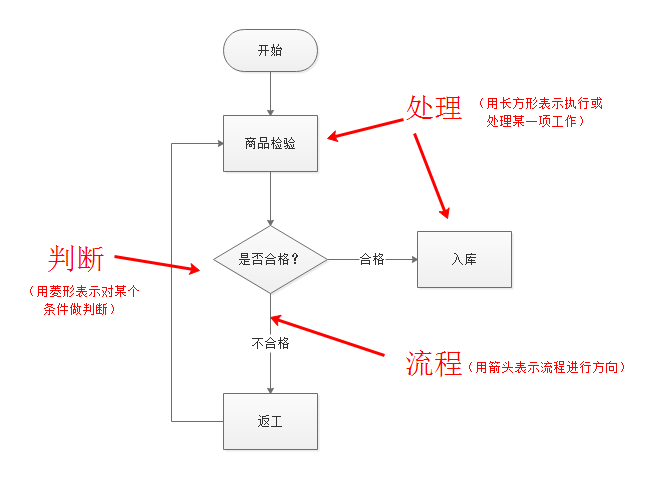 开始
处理
（用长方形表示执行或
处理某一项工作）
商品检验
判断
（用菱形表示对某个
条件做判断）
是否合格？
合格
入库
不合格
流程
（用箭头表示流程进行方向）
返工